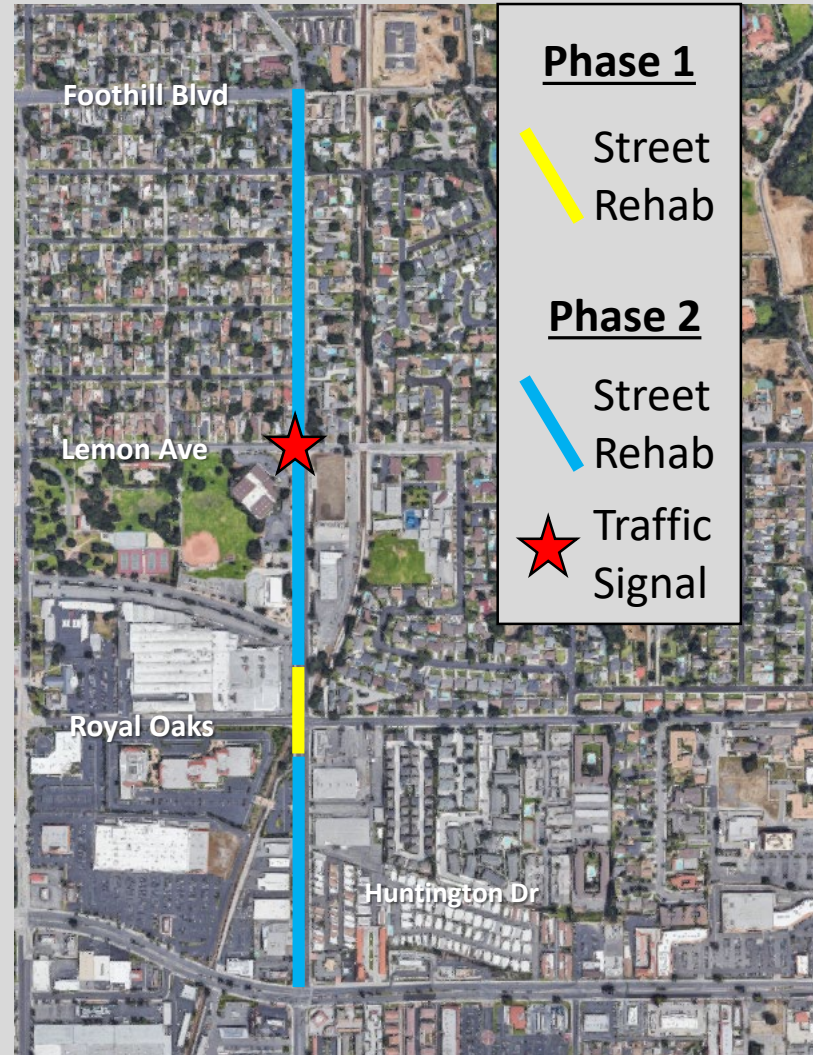 Foothill Blvd
Lemon Ave
Royal Oaks
Huntington Dr
Phase 1
Street
Rehab
Phase 2
Street
Rehab
Traffic
Signal